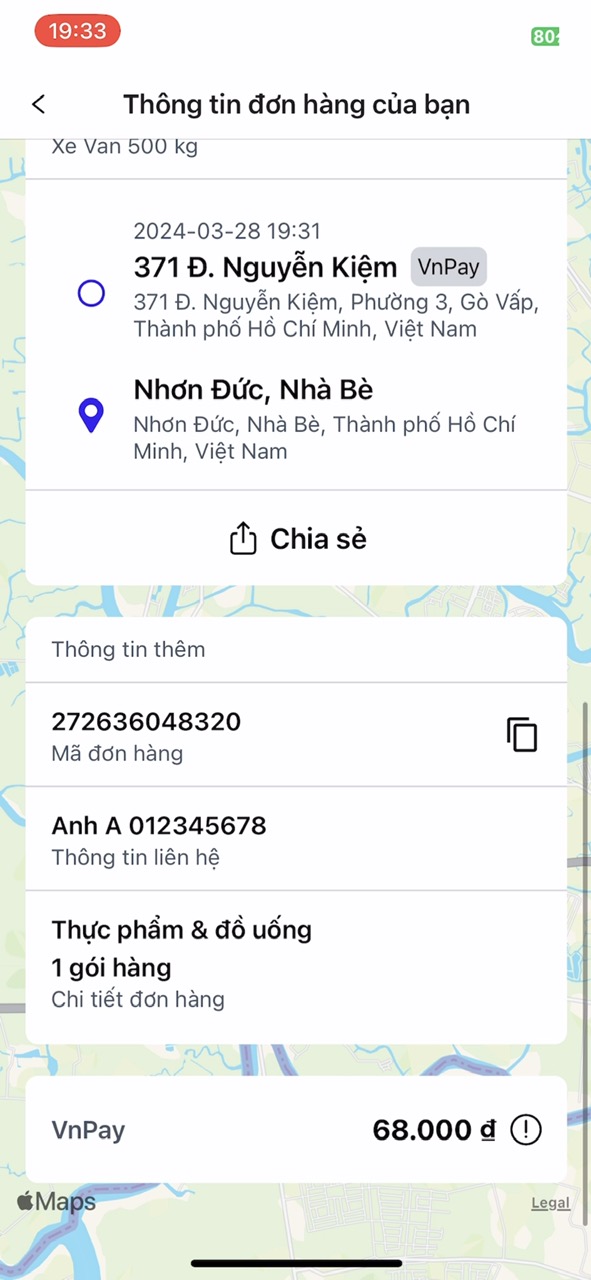 19:33
80
Thông tin đơn hàng của bạn
Xe Van 500 kg
2024-03-28 19:31
371 Đ. Nguyễn Kiệm VnPay
371 Đ. Nguyễn Kiệm, Phường 3, Gò Vấp,
Thành phố Hồ Chí Minh, Việt Nam
Nhơn Đức, Nhà Bè
Nhơn Đức, Nhà Bè, Thành phố Hồ Chí
Minh, Việt Nam
Chia sẻ
Thông tin thêm
272636048320
Mã đơn hàng
Anh A 012345678
Thông tin liên hệ
Thực phẩm & đồ uống
1 gói hàng
Chi tiết đơn hàng
VnPay 68.000 ₫
Maps Legal